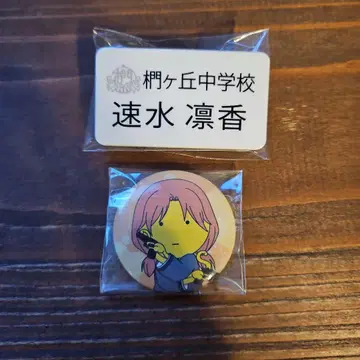 椚ヶ丘中学校
速水 凛香